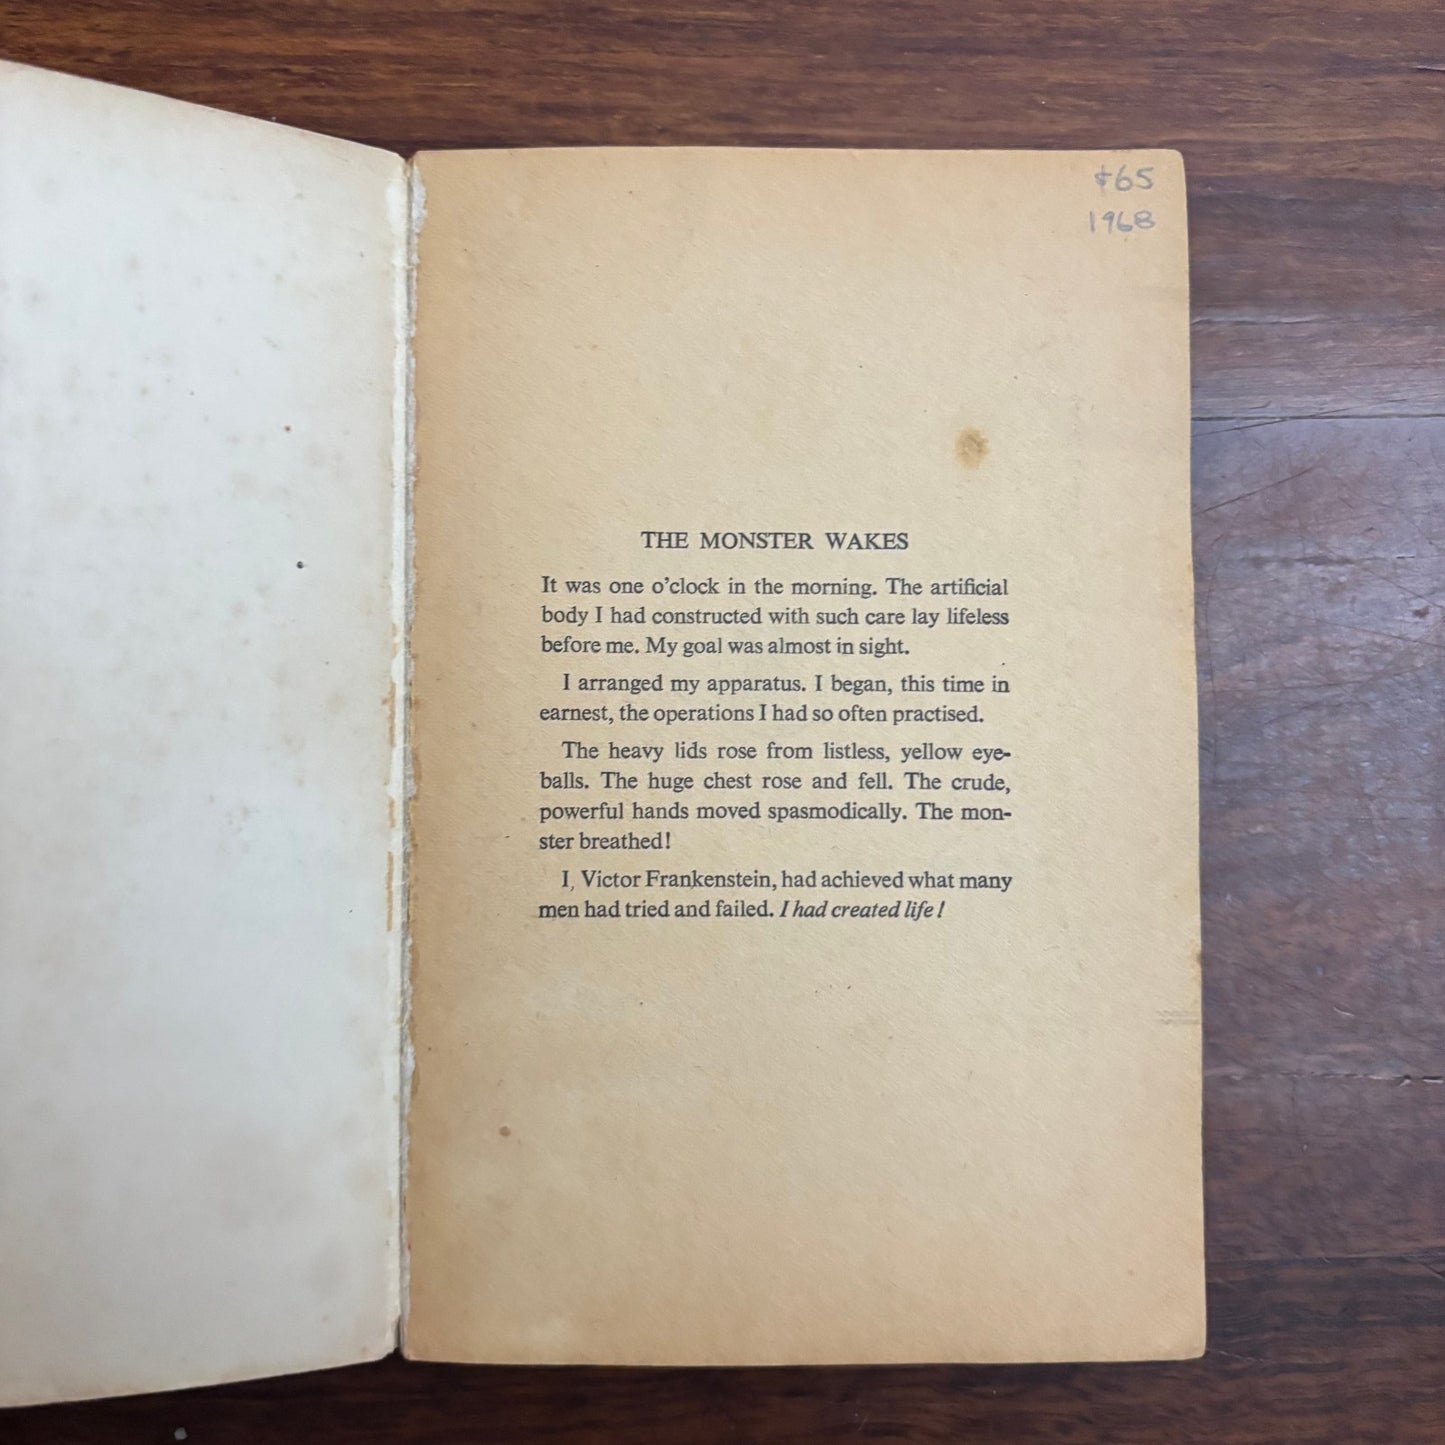 $65
1968
THE MONSTER WAKES
It was one o'clock in the morning. The artificial
body I had constructed with such care lay lifeless
before me. My goal was almost in sight.
I arranged my apparatus. I began, this time in
earnest, the operations I had so often practised.
The heavy lids rose from listless, yellow eye-
balls. The huge chest rose and fell. The crude,
powerful hands moved spasmodically. The mon-
ster breathed!
I, Victor Frankenstein, had achieved what many
men had tried and failed. I had created life!